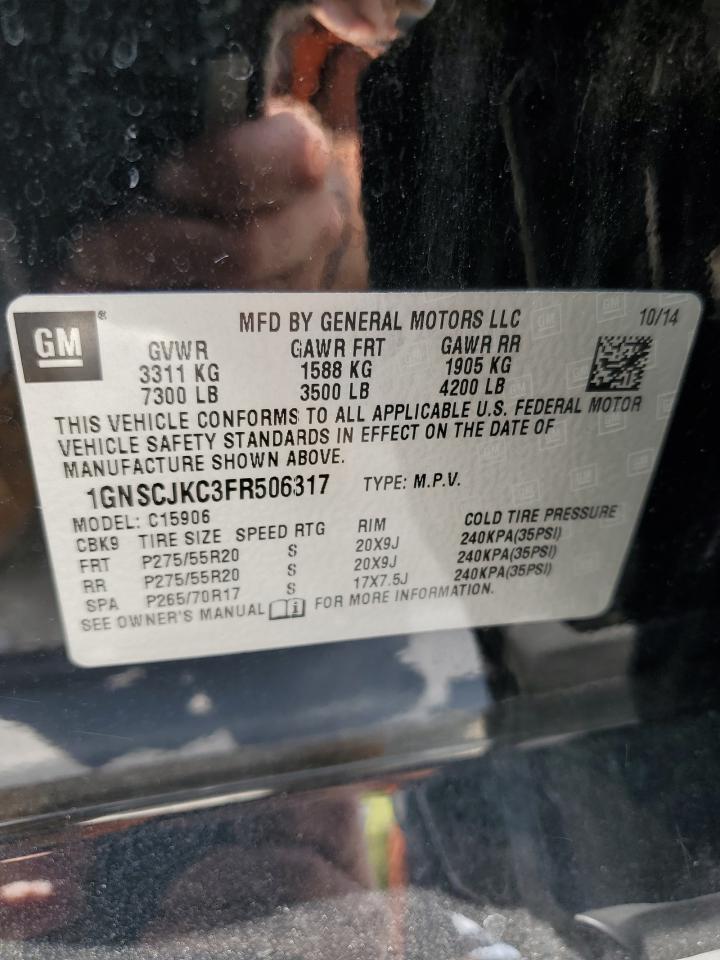 GM ® MFD BY GENERAL MOTORS LLC 10/14
GVWR GAWR FRT GAWR RR
3311 KG 1588 KG 1905 KG
7300 LB 3500 LB 4200 LB
THIS VEHICLE CONFORMS TO ALL APPLICABLE U.S. FEDERAL MOTOR
VEHICLE SAFETY STANDARDS IN EFFECT ON THE DATE OF
MANUFACTURE SHOWN ABOVE.
1GNSCJKC3FR506317 TYPE: M.P.V.
MODEL: C15906
CBK9 TIRE SIZE SPEED RTG RIM COLD TIRE PRESSURE
FRT P275/55R20 S 20X9J 240KPA(35PSI)
RR P275/55R20 S 20X9J 240KPA(35PSI)
SPA P265/70R17 S 17X7.5J 240KPA(35PSI)
SEE OWNER'S MANUAL i FOR MORE INFORMATION.